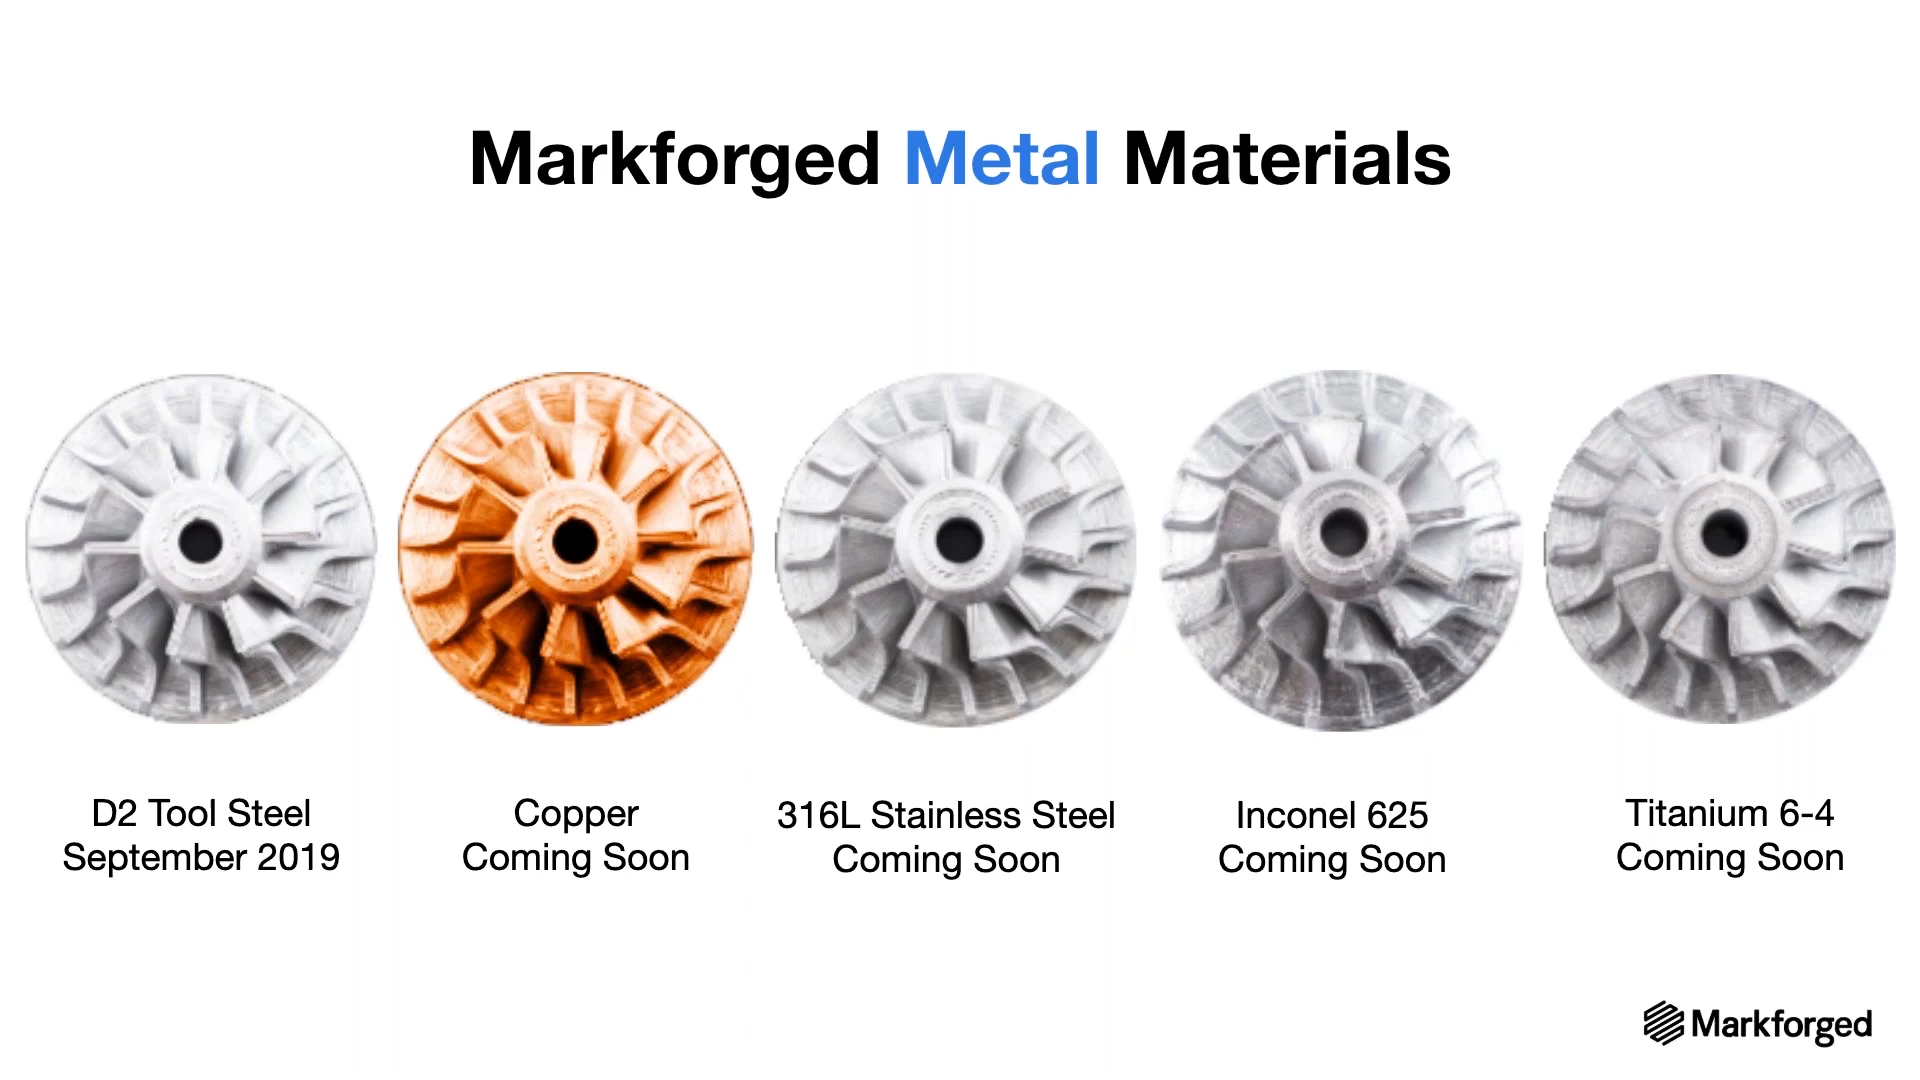 Markforged Metal Materials
D2 Tool Steel
September 2019
Copper
Coming Soon
316L Stainless Steel
Coming Soon
Inconel 625
Coming Soon
Titanium 6-4
Coming Soon
Markforged